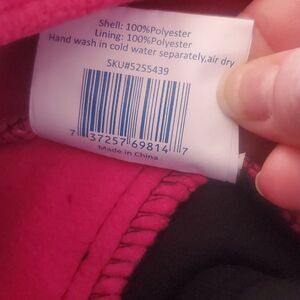 Shell: 100%Polyester
Lining: 100%Polyester
Hand wash in cold water separately,air dry
SKU#5255439
7 37257 69814 7
Made in China